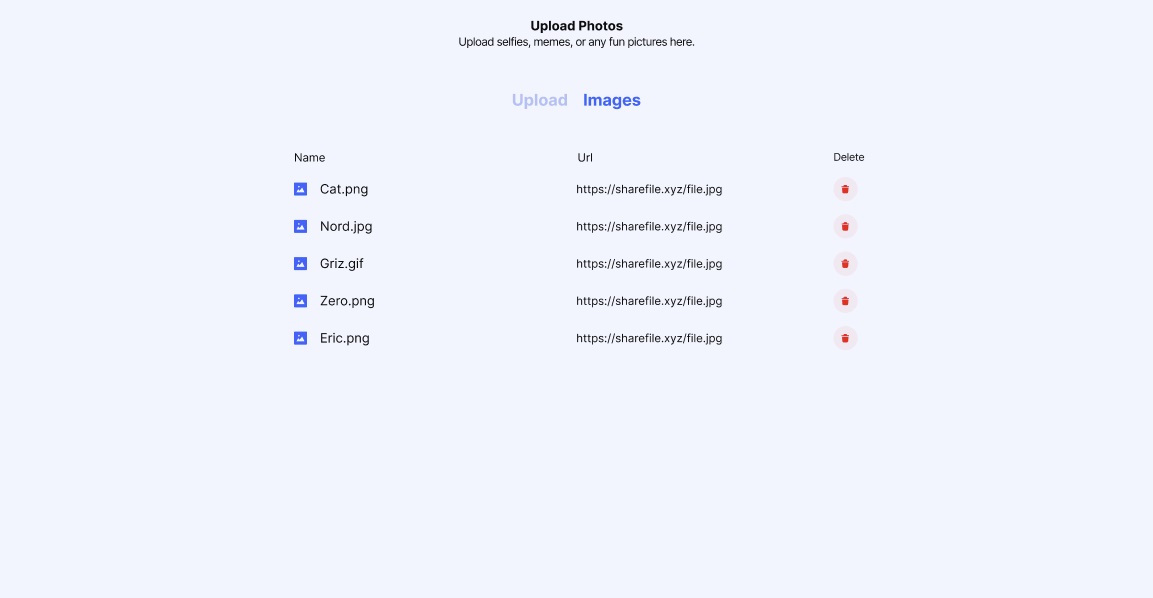 Upload Photos
Upload selfies, memes, or any fun pictures here.
Upload Images
Name Url Delete
Cat.png https://sharefile.xyz/file.jpg
Nord.jpg https://sharefile.xyz/file.jpg
Griz.gif https://sharefile.xyz/file.jpg
Zero.png https://sharefile.xyz/file.jpg
Eric.png https://sharefile.xyz/file.jpg